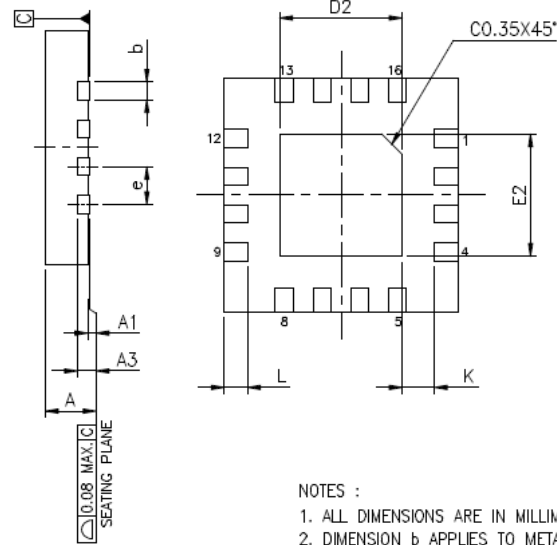 D2
C0.35X45°
C
b
13
16
12
1
e
E2
9
4
8
5
A1
A3
A
L
K
0.08 MAX. C
SEATING PLANE
NOTES :
1. ALL DIMENSIONS ARE IN MILLIM
2. DIMENSION b APPLIES TO META